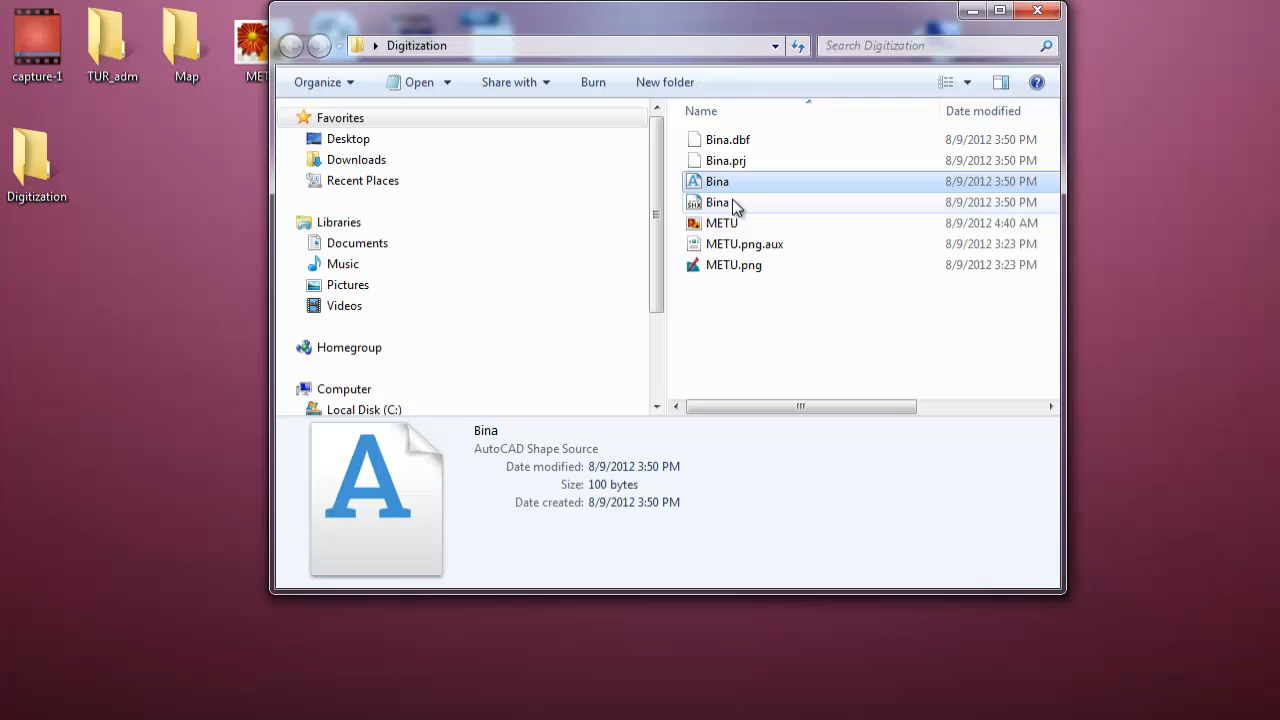 capture-1
TUR_adm
Map
MET
Digitization
Digitization
Search Digitization
Organize
Open
Share with
Burn
New folder
Favorites
Desktop
Downloads
Recent Places
Libraries
Documents
Music
Pictures
Videos
Homegroup
Computer
Local Disk (C:)
Name Date modified
Bina.dbf 8/9/2012 3:50 PM
Bina.prj 8/9/2012 3:50 PM
Bina 8/9/2012 3:50 PM
Bina 8/9/2012 3:50 PM
METU 8/9/2012 4:40 AM
METU.png.aux 8/9/2012 3:23 PM
METU.png 8/9/2012 3:23 PM
A
Bina
AutoCAD Shape Source
Date modified: 8/9/2012 3:50 PM
Size: 100 bytes
Date created: 8/9/2012 3:50 PM